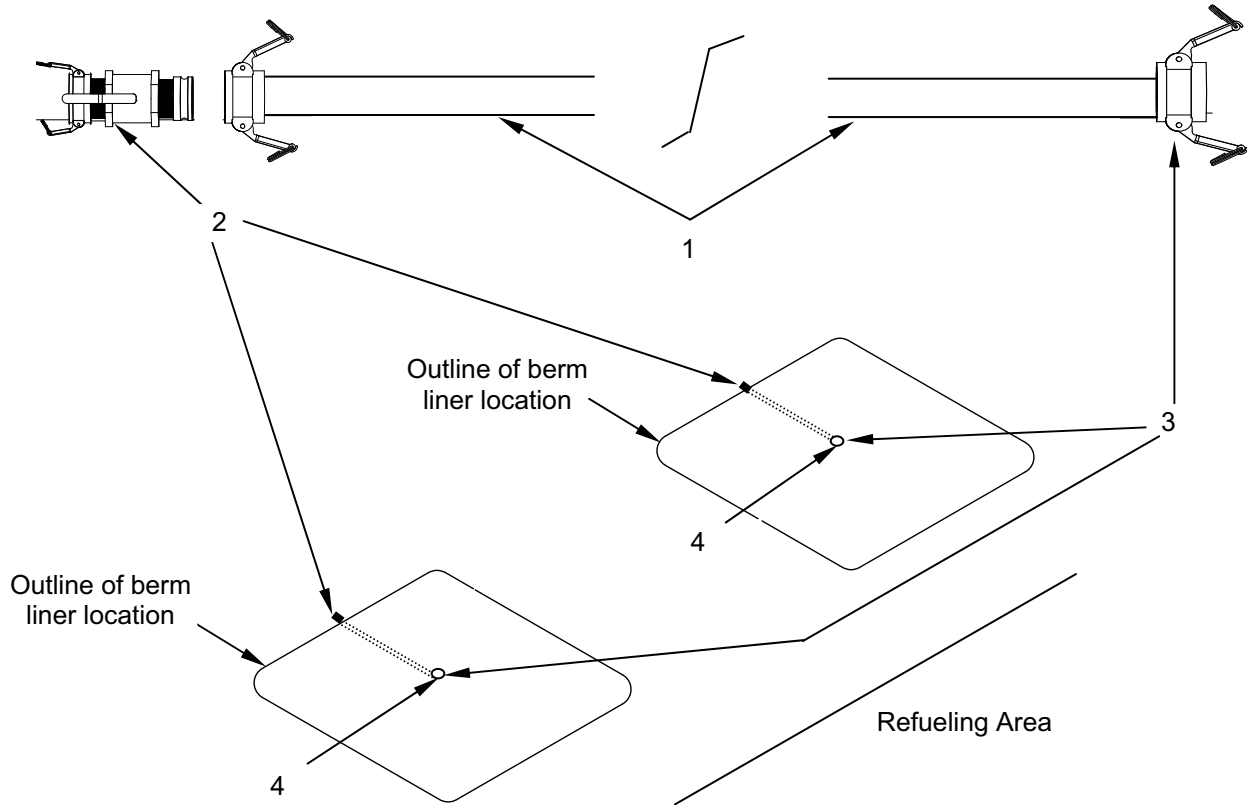 2
1
Outline of berm
liner location
3
4
Outline of berm
liner location
Refueling Area
4